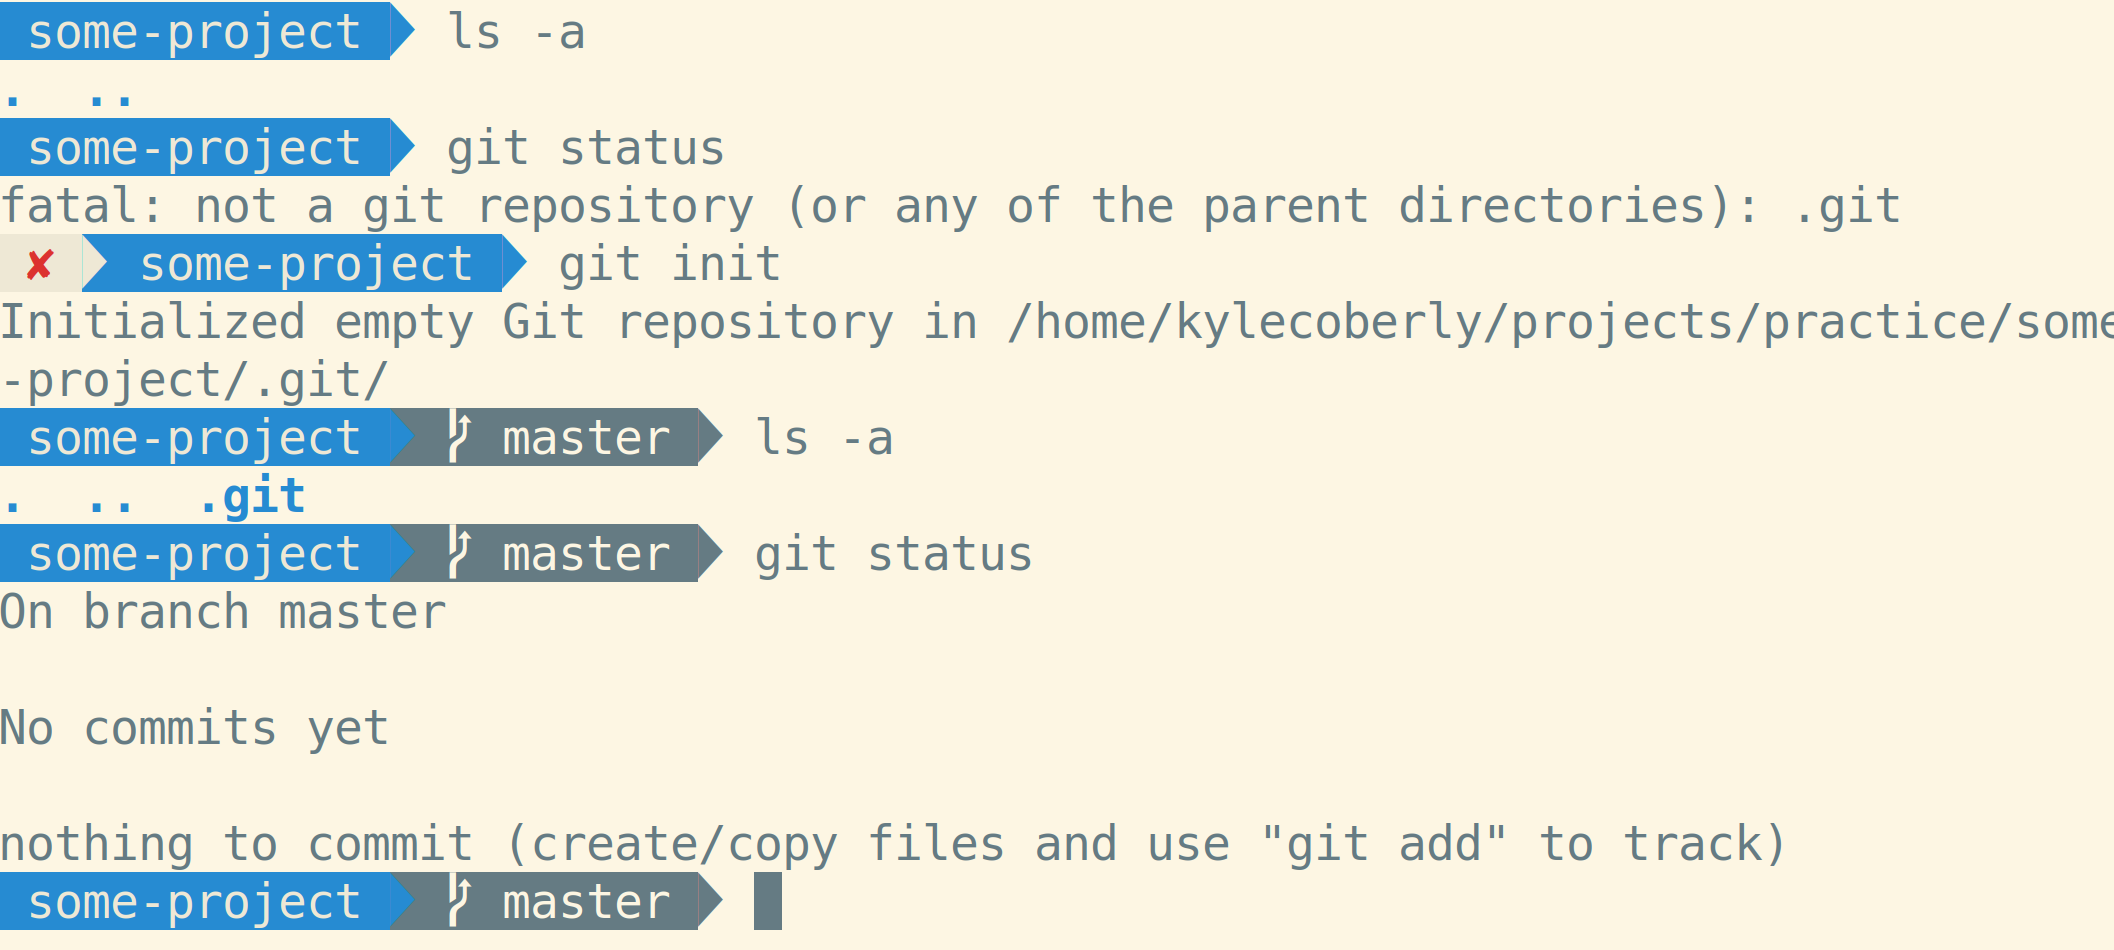 some-project ls -a
.  ..
some-project git status
fatal: not a git repository (or any of the parent directories): .git
✘ some-project git init
Initialized empty Git repository in /home/kylecoberly/projects/practice/some
-project/.git/
some-project master ls -a
.  ..  .git
some-project master git status
On branch master
No commits yet
nothing to commit (create/copy files and use "git add" to track)
some-project master